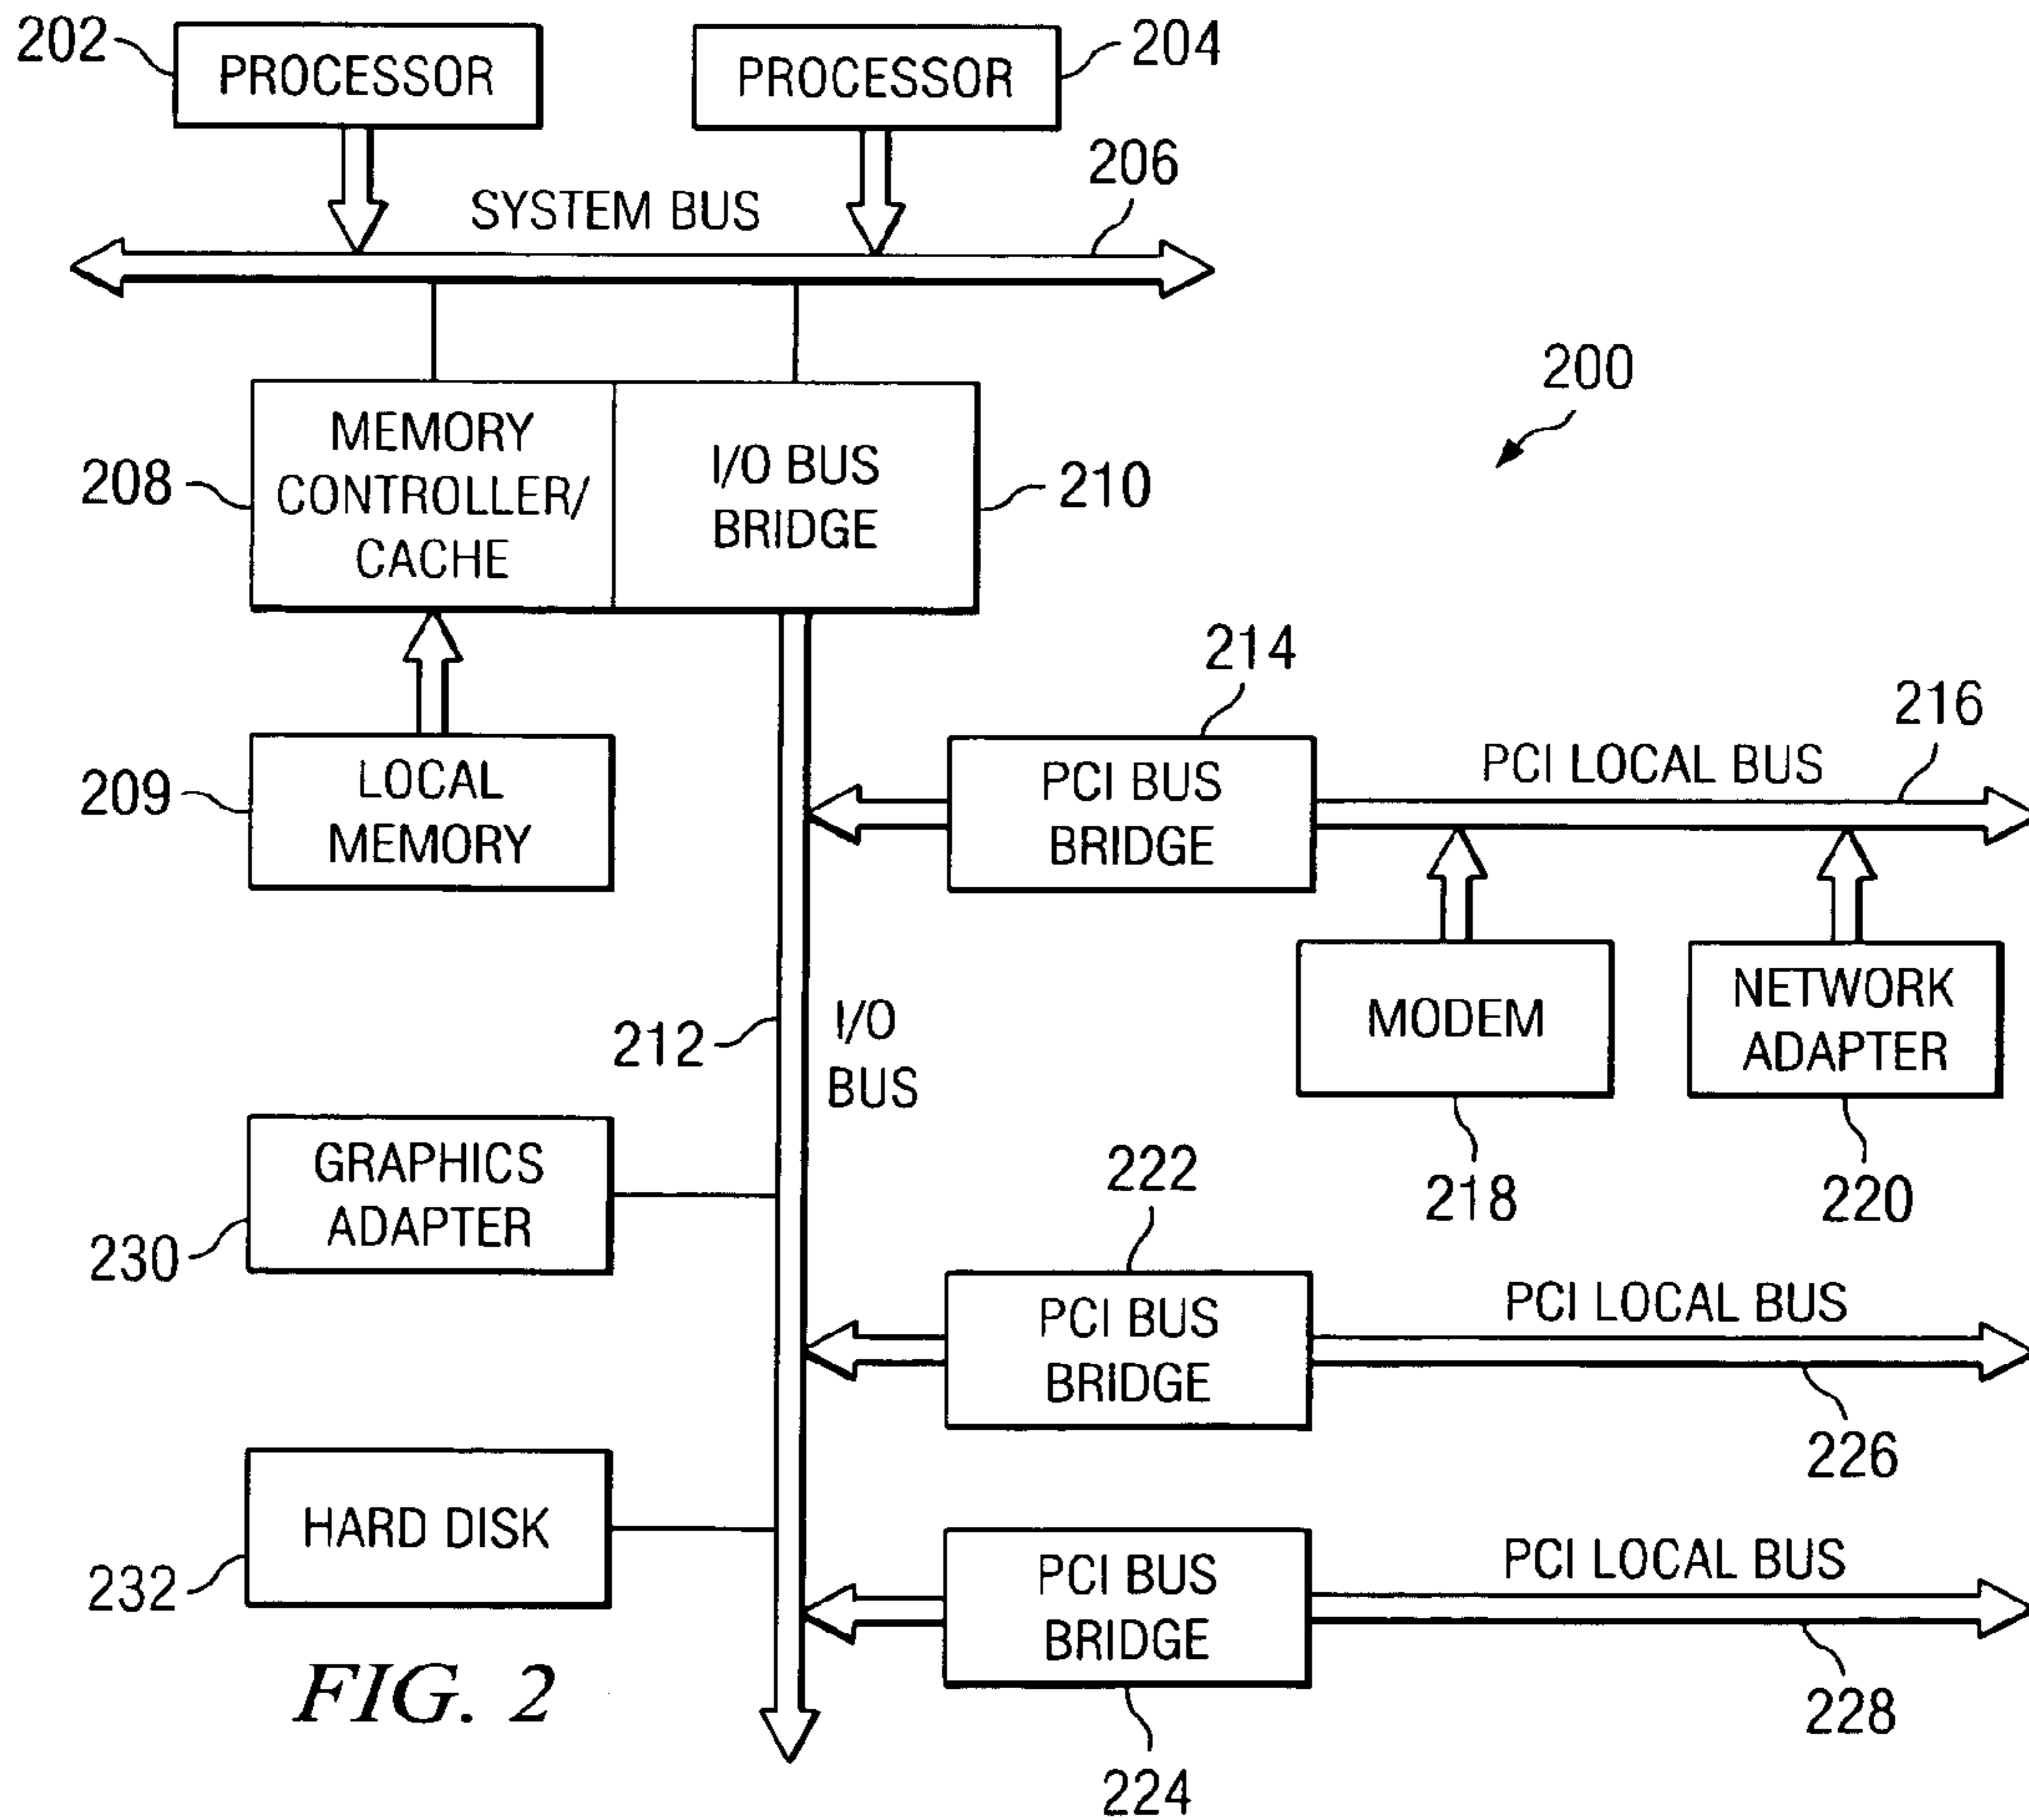 202
PROCESSOR
PROCESSOR
204
SYSTEM BUS
206
200
208
MEMORY
CONTROLLER/
CACHE
I/O BUS
BRIDGE
210
209
LOCAL
MEMORY
214
PCI BUS
BRIDGE
PCI LOCAL BUS
216
212
I/O
BUS
MODEM
218
NETWORK
ADAPTER
220
GRAPHICS
ADAPTER
230
222
PCI BUS
BRIDGE
PCI LOCAL BUS
226
HARD DISK
232
PCI BUS
BRIDGE
224
PCI LOCAL BUS
228
FIG. 2